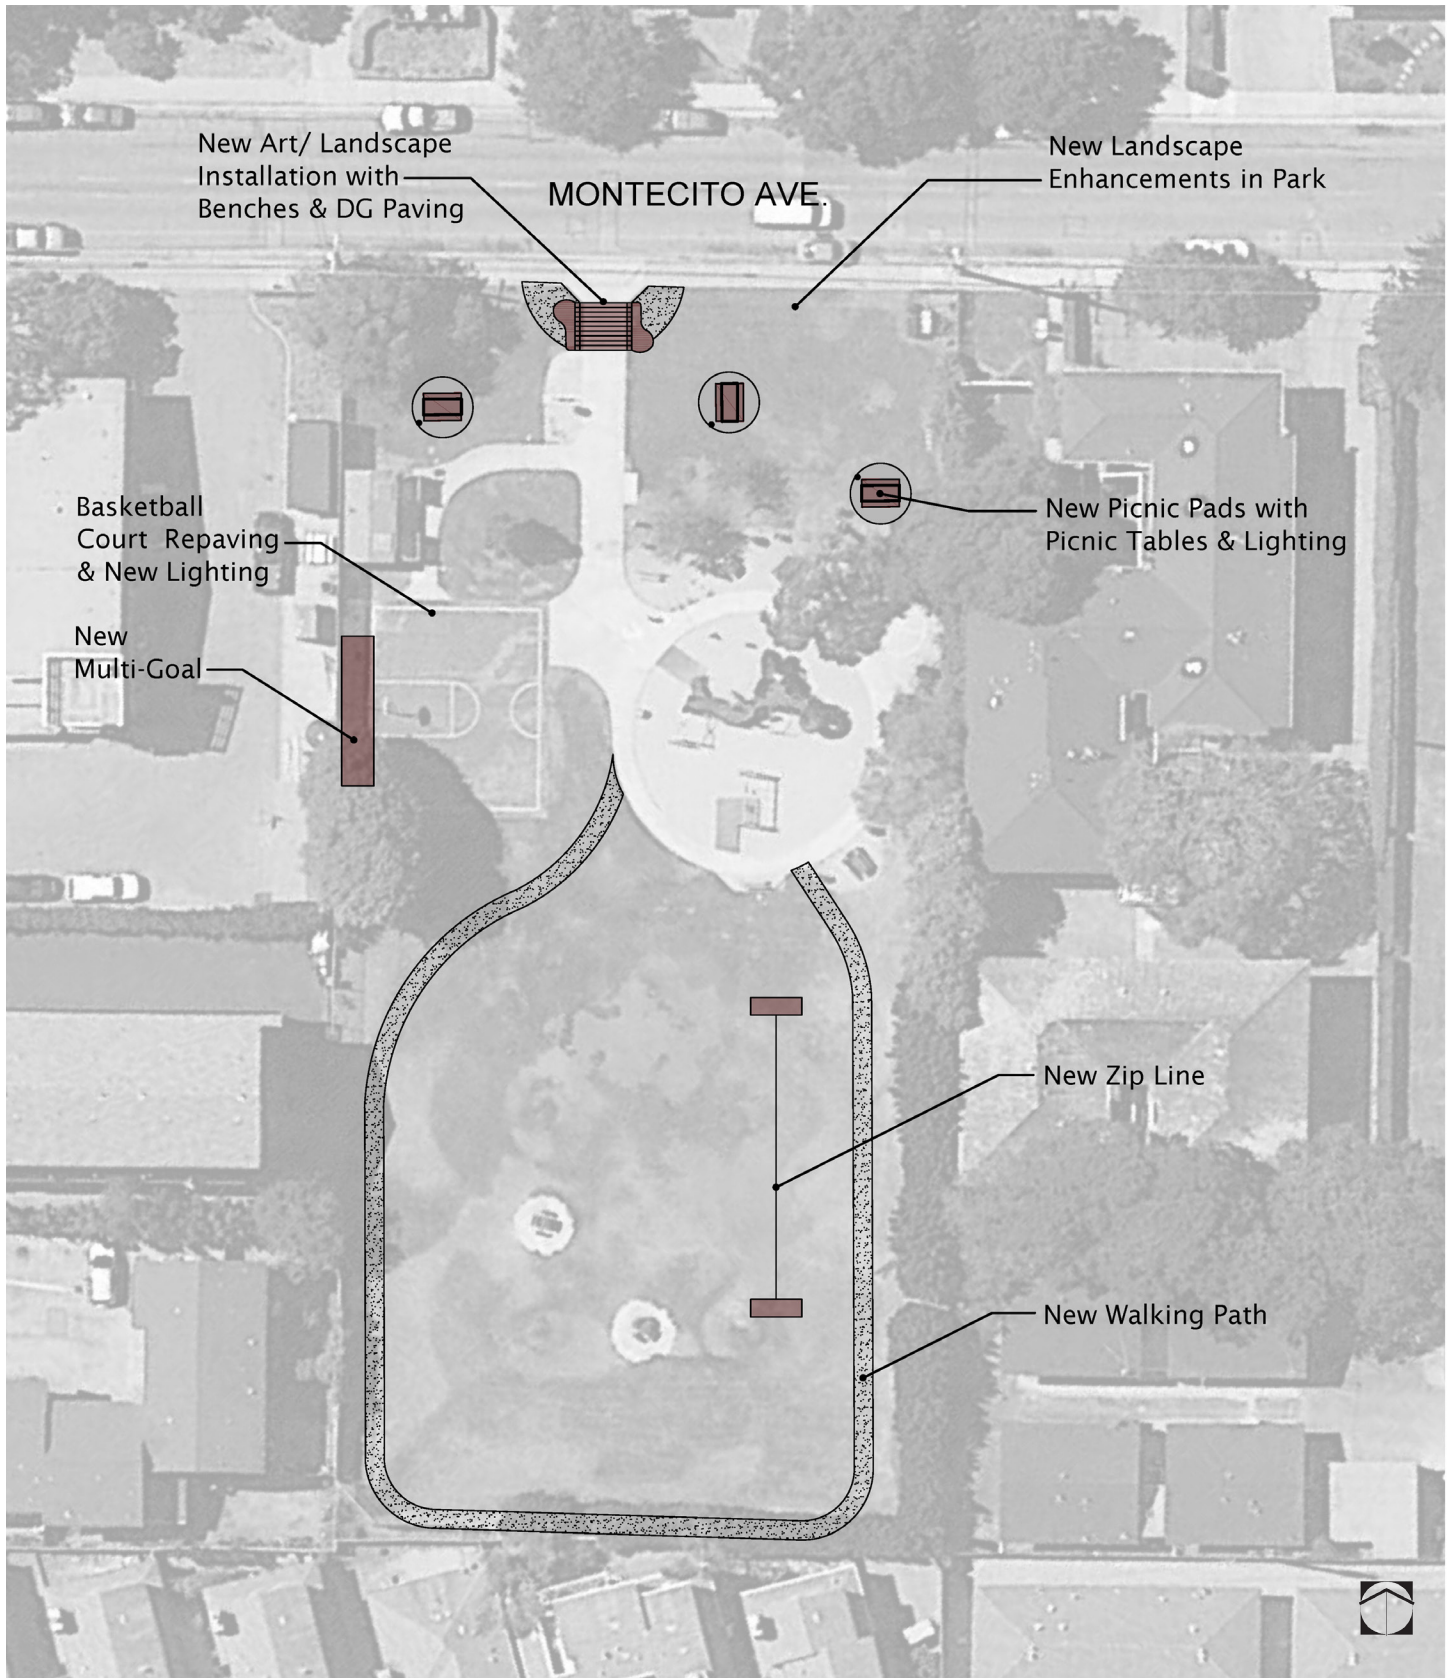 New Art/ Landscape
Installation with
Benches & DG Paving
MONTECITO AVE.
New Landscape
Enhancements in Park
Basketball
Court Repaving
& New Lighting
New Picnic Pads with
Picnic Tables & Lighting
New
Multi-Goal
New Zip Line
New Walking Path